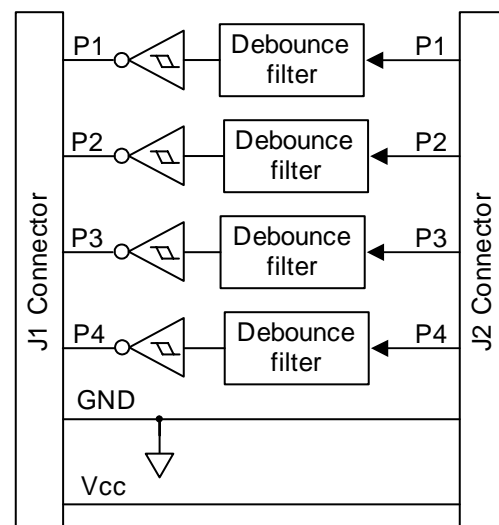 P1
Debounce
filter
P1
P2
Debounce
filter
P2
P3
Debounce
filter
P3
P4
Debounce
filter
P4
GND
Vcc
J1 Connector
J2 Connector